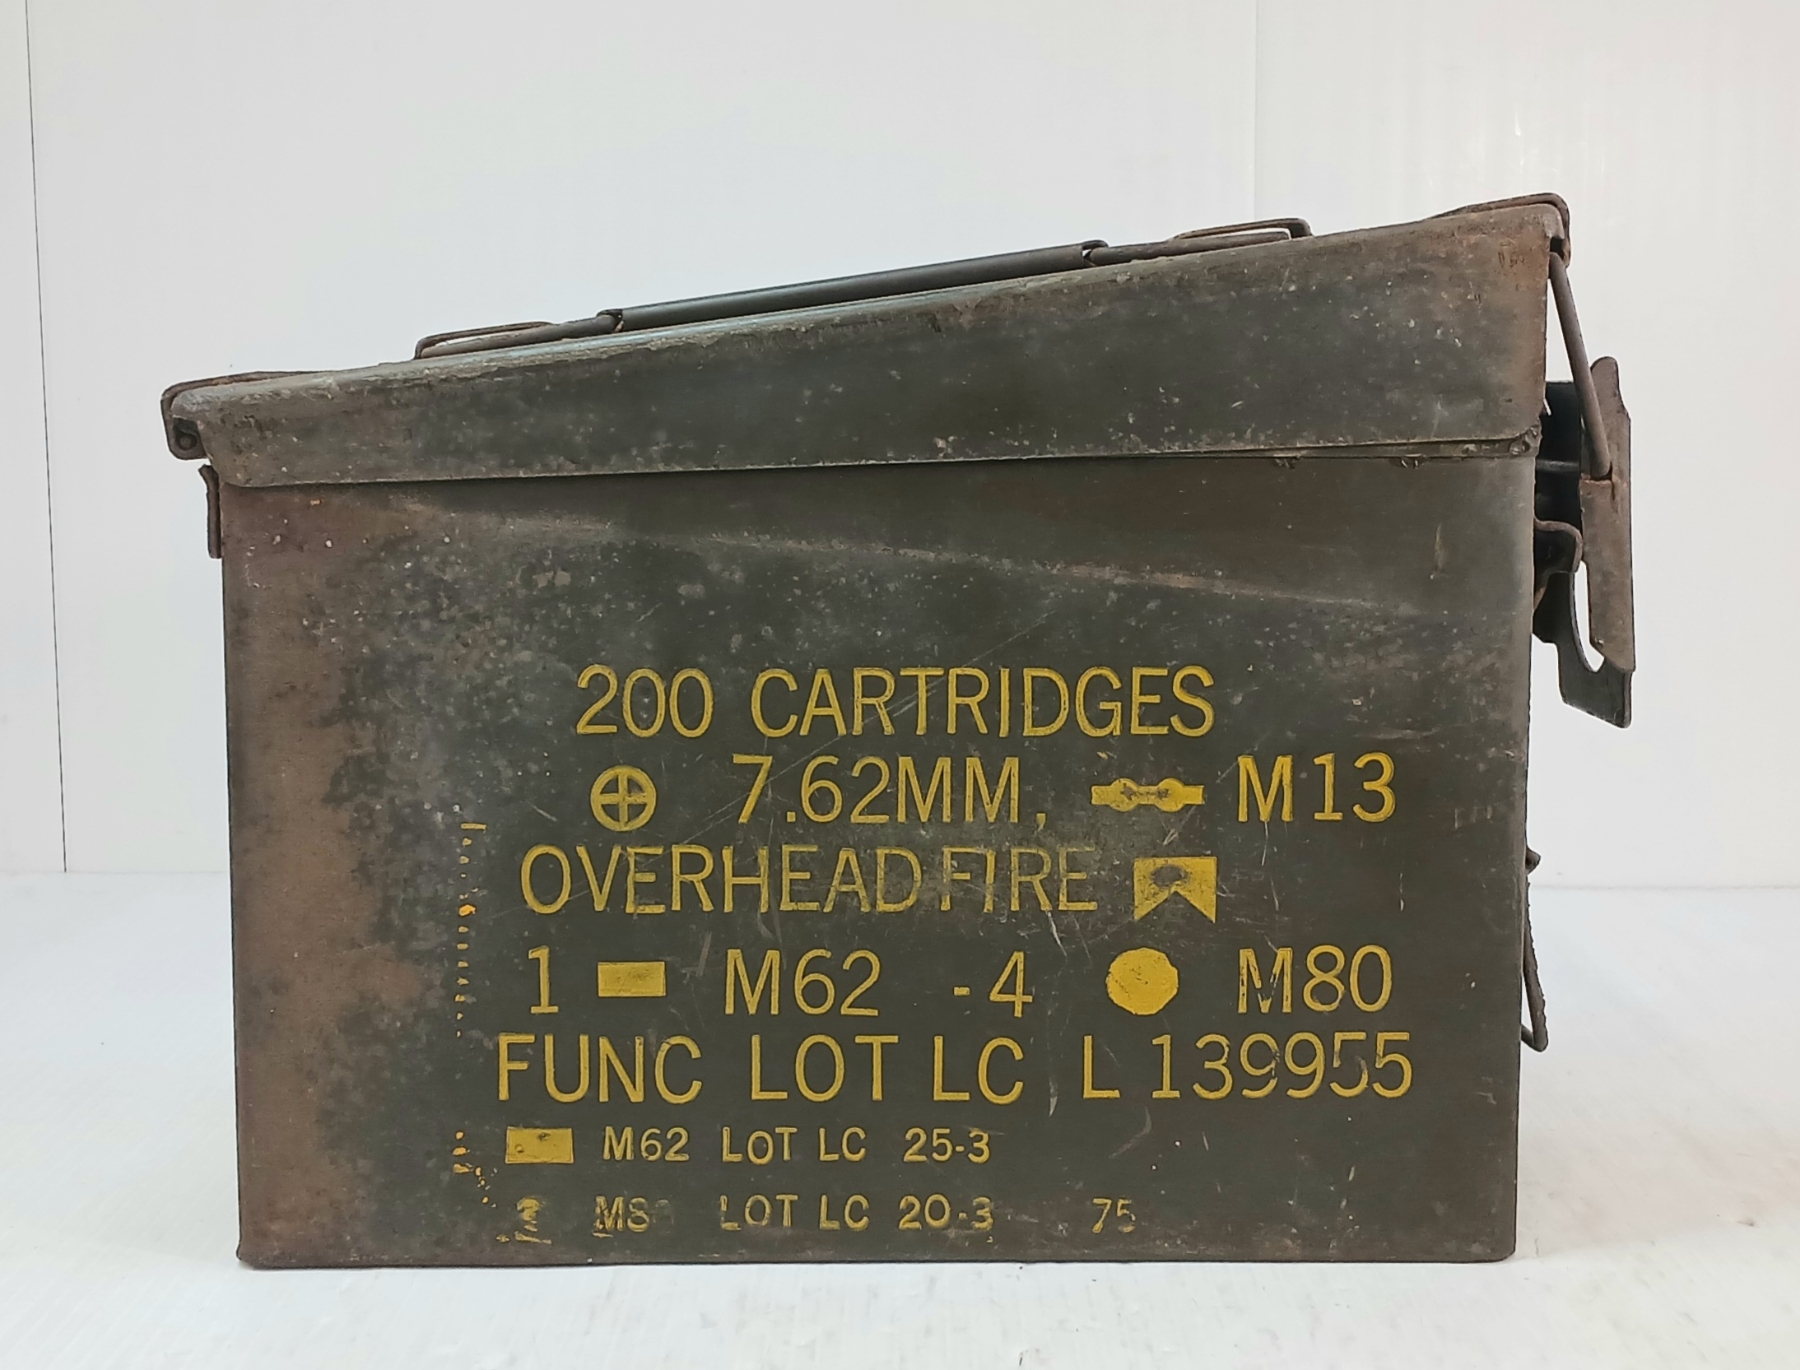 200 CARTRIDGES
7.62MM, M13
OVERHEAD FIRE
1 M62 -4 M80
FUNC LOT LC L139955
M62 LOT LC 25-3
LOT LC 20-3 75